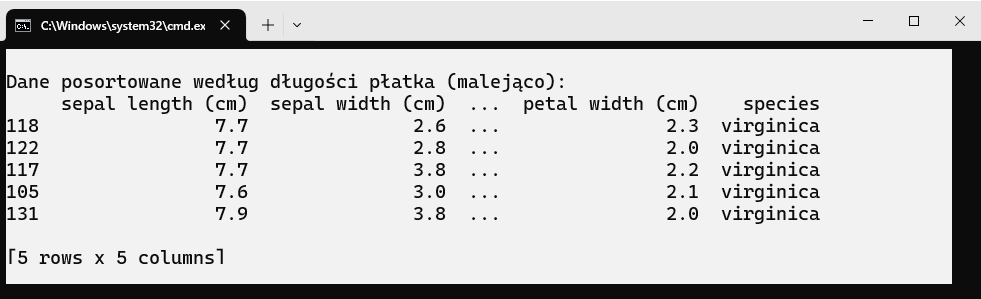 C:\Windows\system32\cmd.ex
Dane posortowane według długości płatka (malejąco):
     sepal length (cm)  sepal width (cm)  ...  petal width (cm)    species
118                7.7               2.6  ...               2.3  virginica
122                7.7               2.8  ...               2.0  virginica
117                7.7               3.8  ...               2.2  virginica
105                7.6               3.0  ...               2.1  virginica
131                7.9               3.8  ...               2.0  virginica
[5 rows x 5 columns]